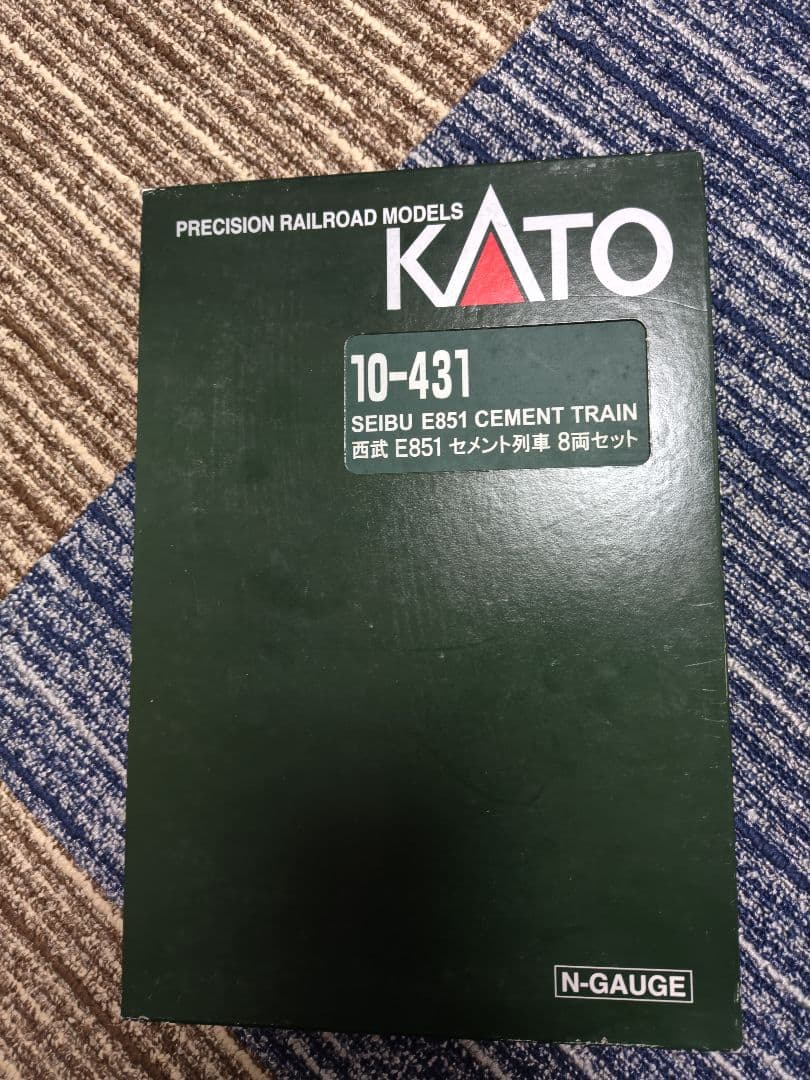 PRECISION RAILROAD MODELS
KATO
10-431
SEIBU E851 CEMENT TRAIN
西武 E851 セメント列車 8両セット
N-GAUGE